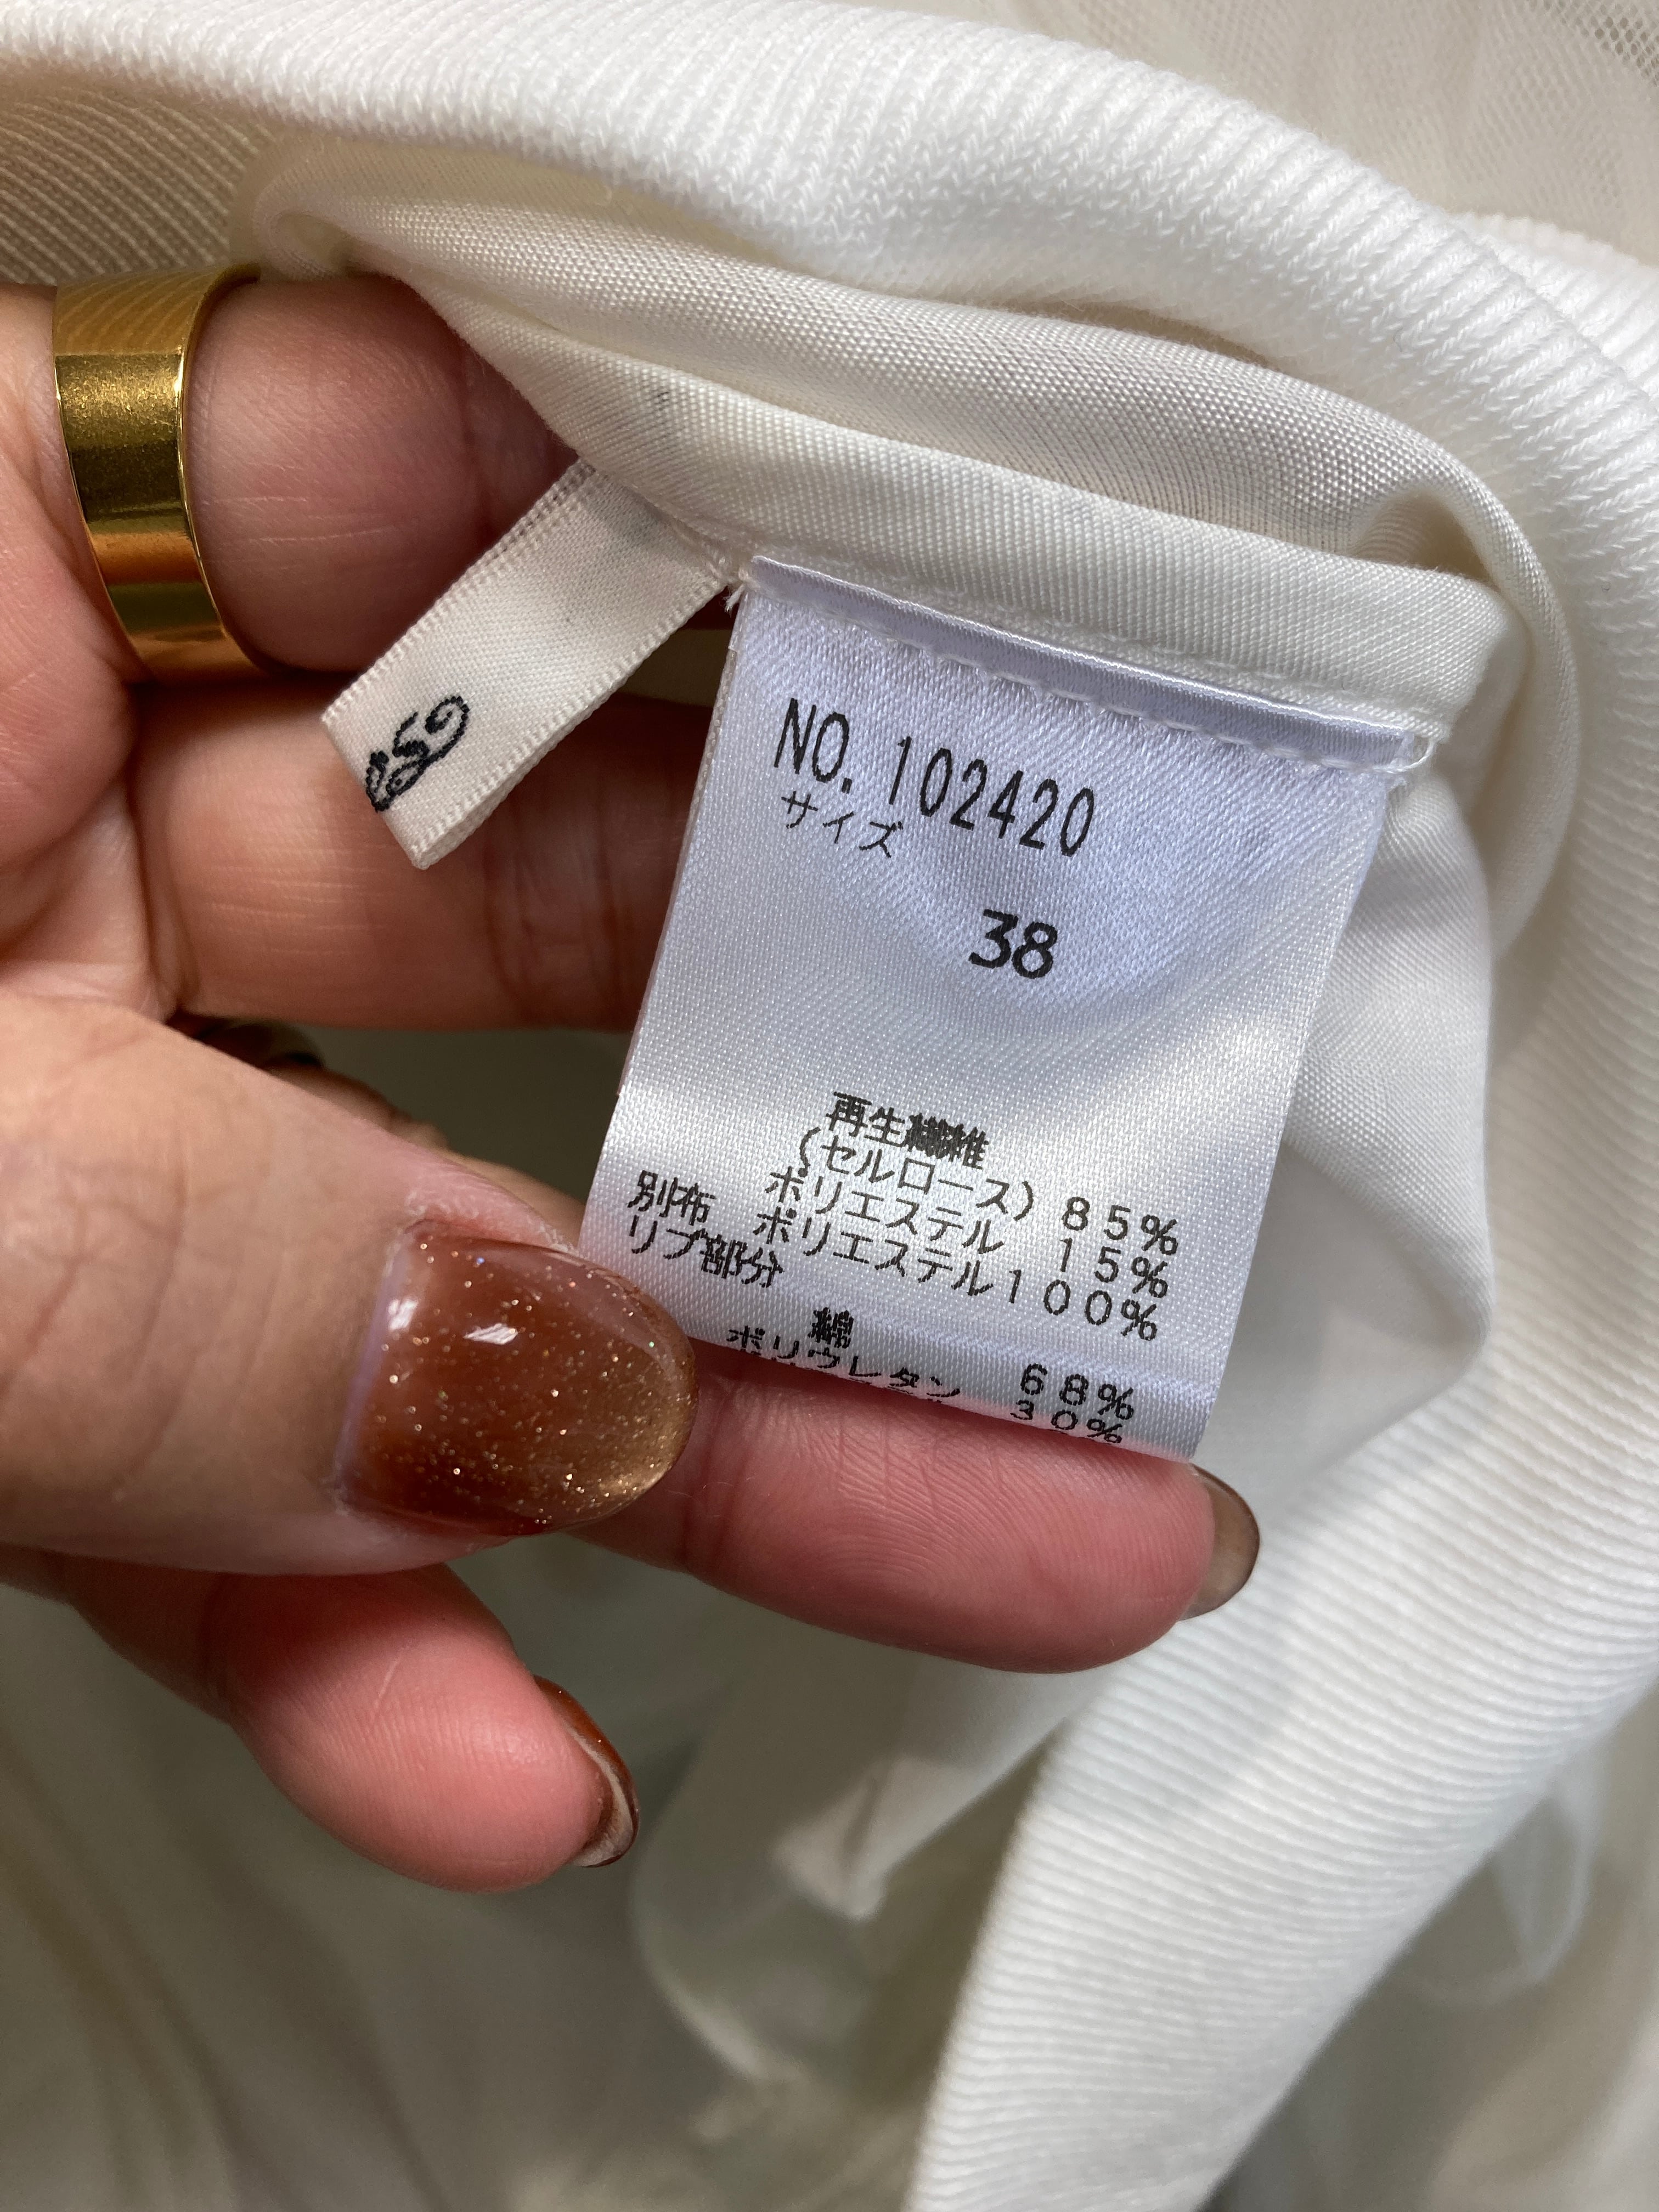 NO. 102420
サイズ
38
再生繊維
(セルロース) 85%
ポリエステル 15%
別布 ポリエステル100%
リブ部分
綿 68%
ポリウレタン 30%